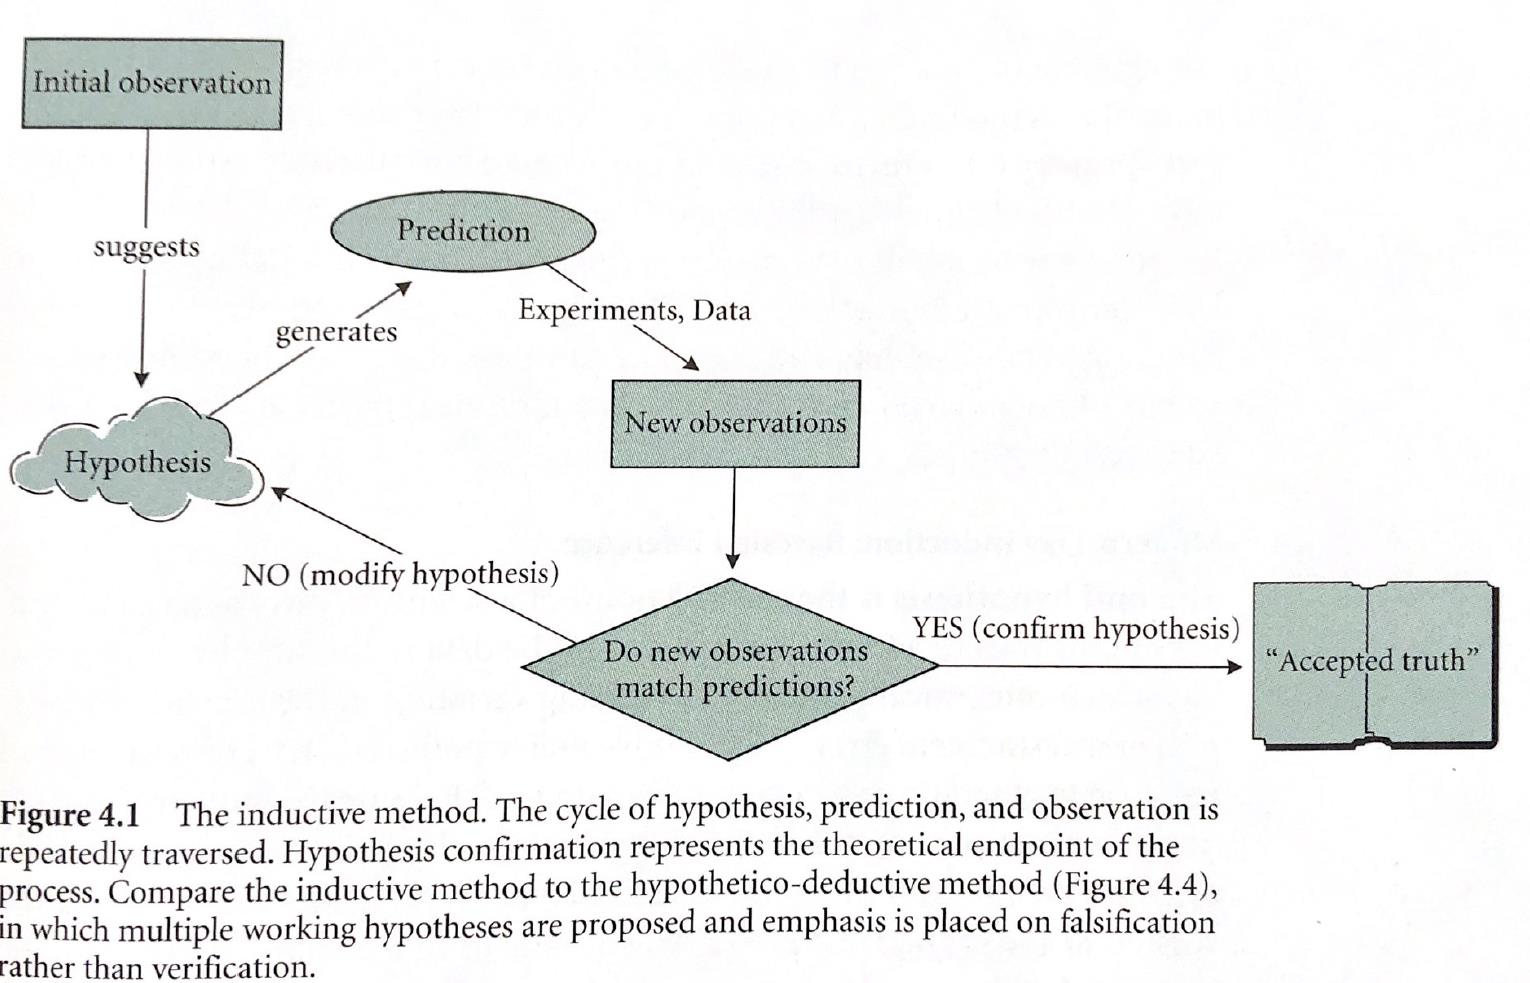 Initial observation
suggests
Prediction
Experiments, Data
generates
New observations
Hypothesis
NO (modify hypothesis)
Do new observations
match predictions?
YES (confirm hypothesis)
“Accepted truth”
Figure 4.1 The inductive method. The cycle of hypothesis, prediction, and observation is
repeatedly traversed. Hypothesis confirmation represents the theoretical endpoint of the
process. Compare the inductive method to the hypothetico-deductive method (Figure 4.4),
in which multiple working hypotheses are proposed and emphasis is placed on falsification
rather than verification.